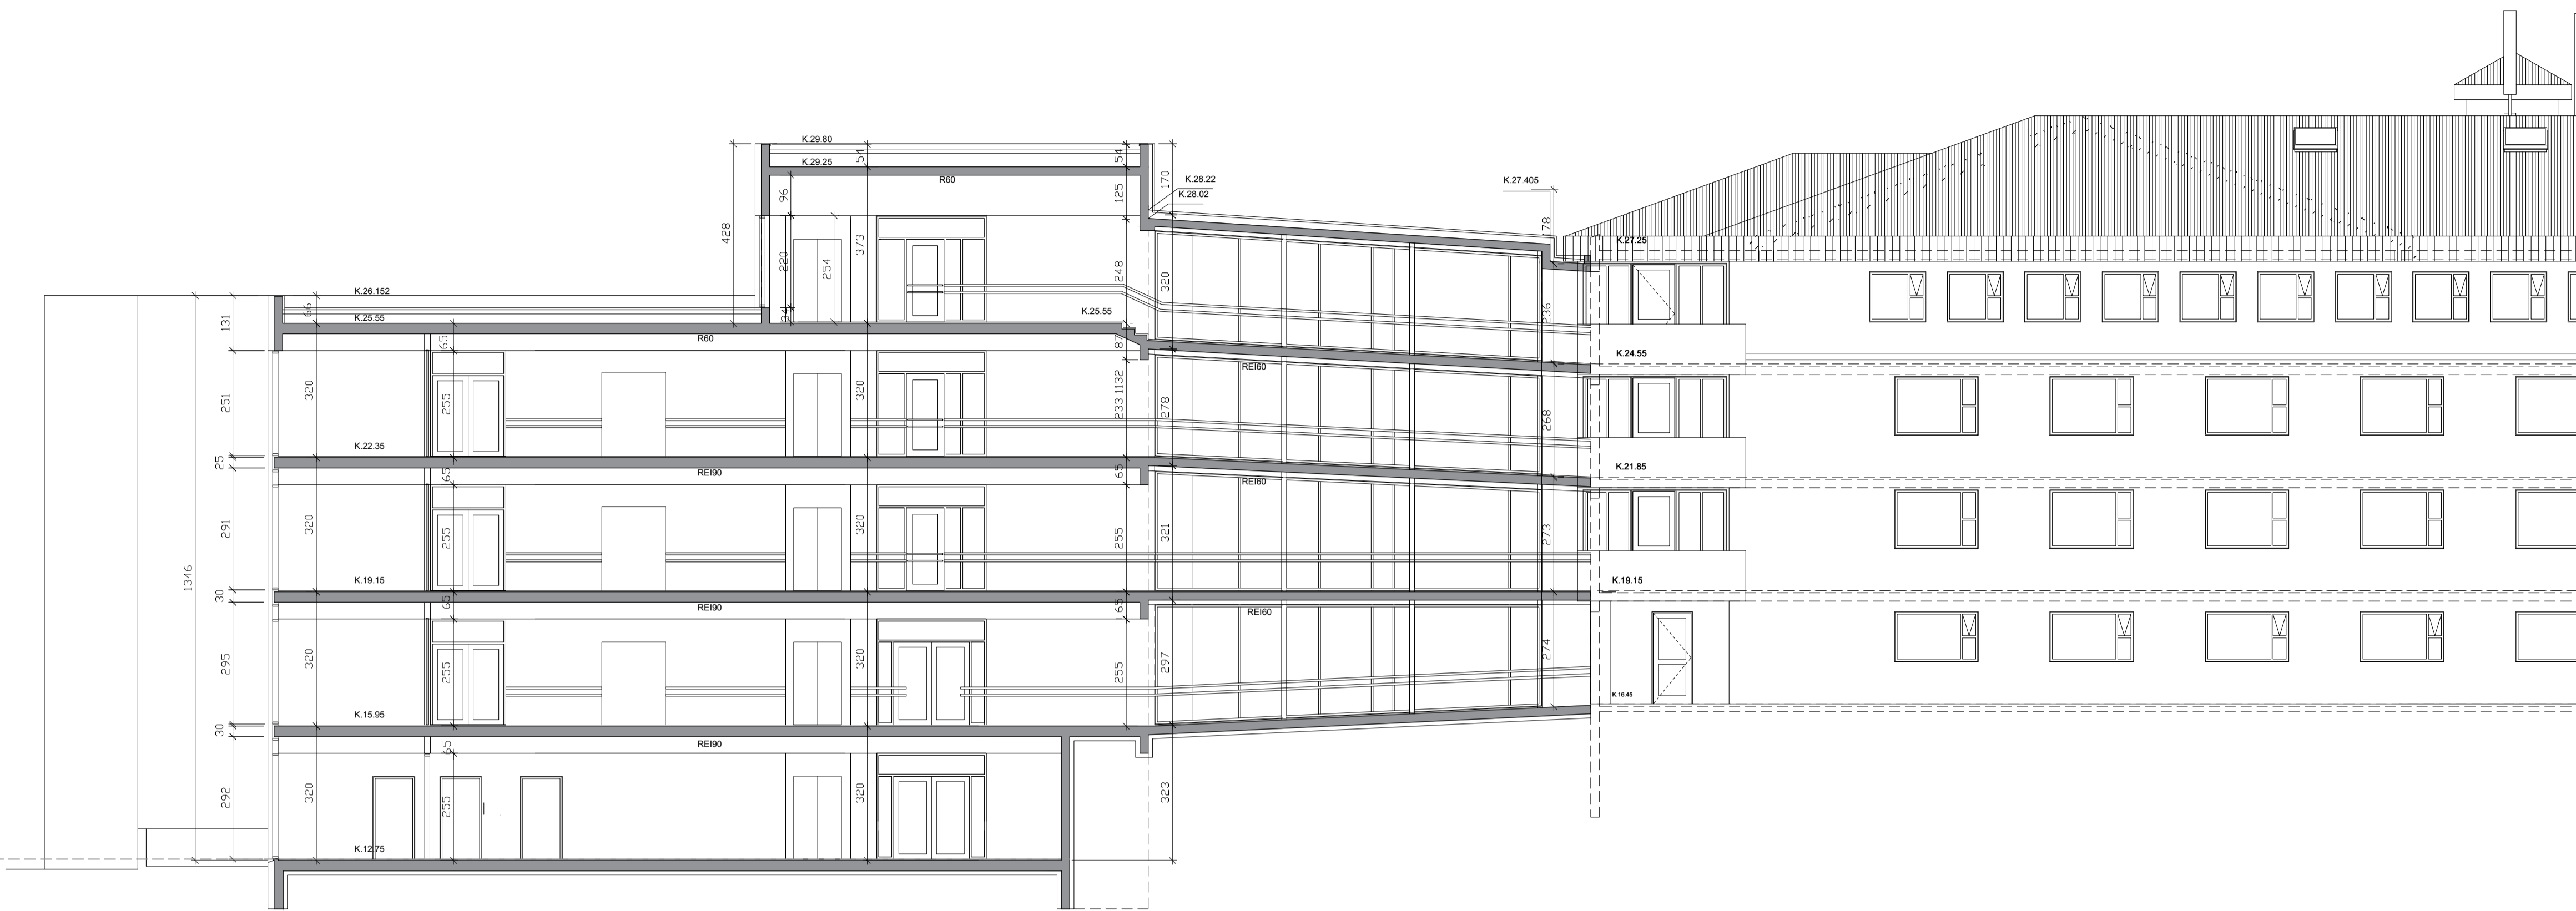 K.29.80
54
54
K.29.25
R60
96
125
170
K.28.22
K.28.02
K.27.405
178
428
220
254
373
248
320
K.27.25
K.26.152
66
131
K.25.55
34
K.25.55
236
65
R60
87
K.24.55
REI60
251
320
255
320
233
1132
278
268
K.22.35
25
65
REI90
65
REI60
K.21.85
291
320
255
320
255
321
273
K.19.15
K.19.15
1346
30
65
REI90
65
REI60
295
320
255
320
255
297
274
K.16.45
K.15.95
30
65
REI90
292
320
255
320
323
K.12.75